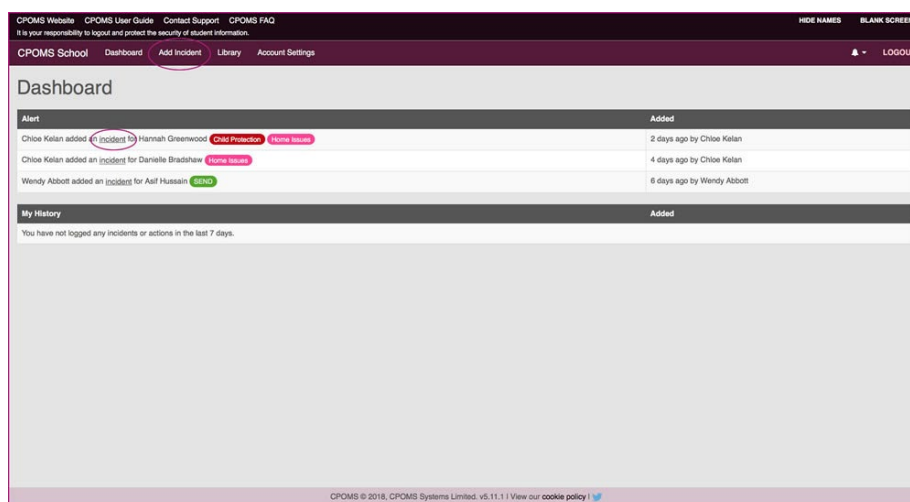 CPOMS Website CPOMS User Guide Contact Support CPOMS FAQ HIDE NAMES BLANK SCREEN
It is your responsibility to logout and protect the security of student information.
CPOMS School Dashboard Add Incident Library Account Settings LOGOU
Dashboard
Alert Added
Chloe Kelan added an incident for Hannah Greenwood Child Protection Home Issues 2 days ago by Chloe Kelan
Chloe Kelan added an incident for Danielle Bradshaw Home Issues 4 days ago by Chloe Kelan
Wendy Abbott added an incident for Asif Hussain SEND 6 days ago by Wendy Abbott
My History Added
You have not logged any incidents or actions in the last 7 days.
CPOMS © 2018, CPOMS Systems Limited. v5.11.1 | View our cookie policy |